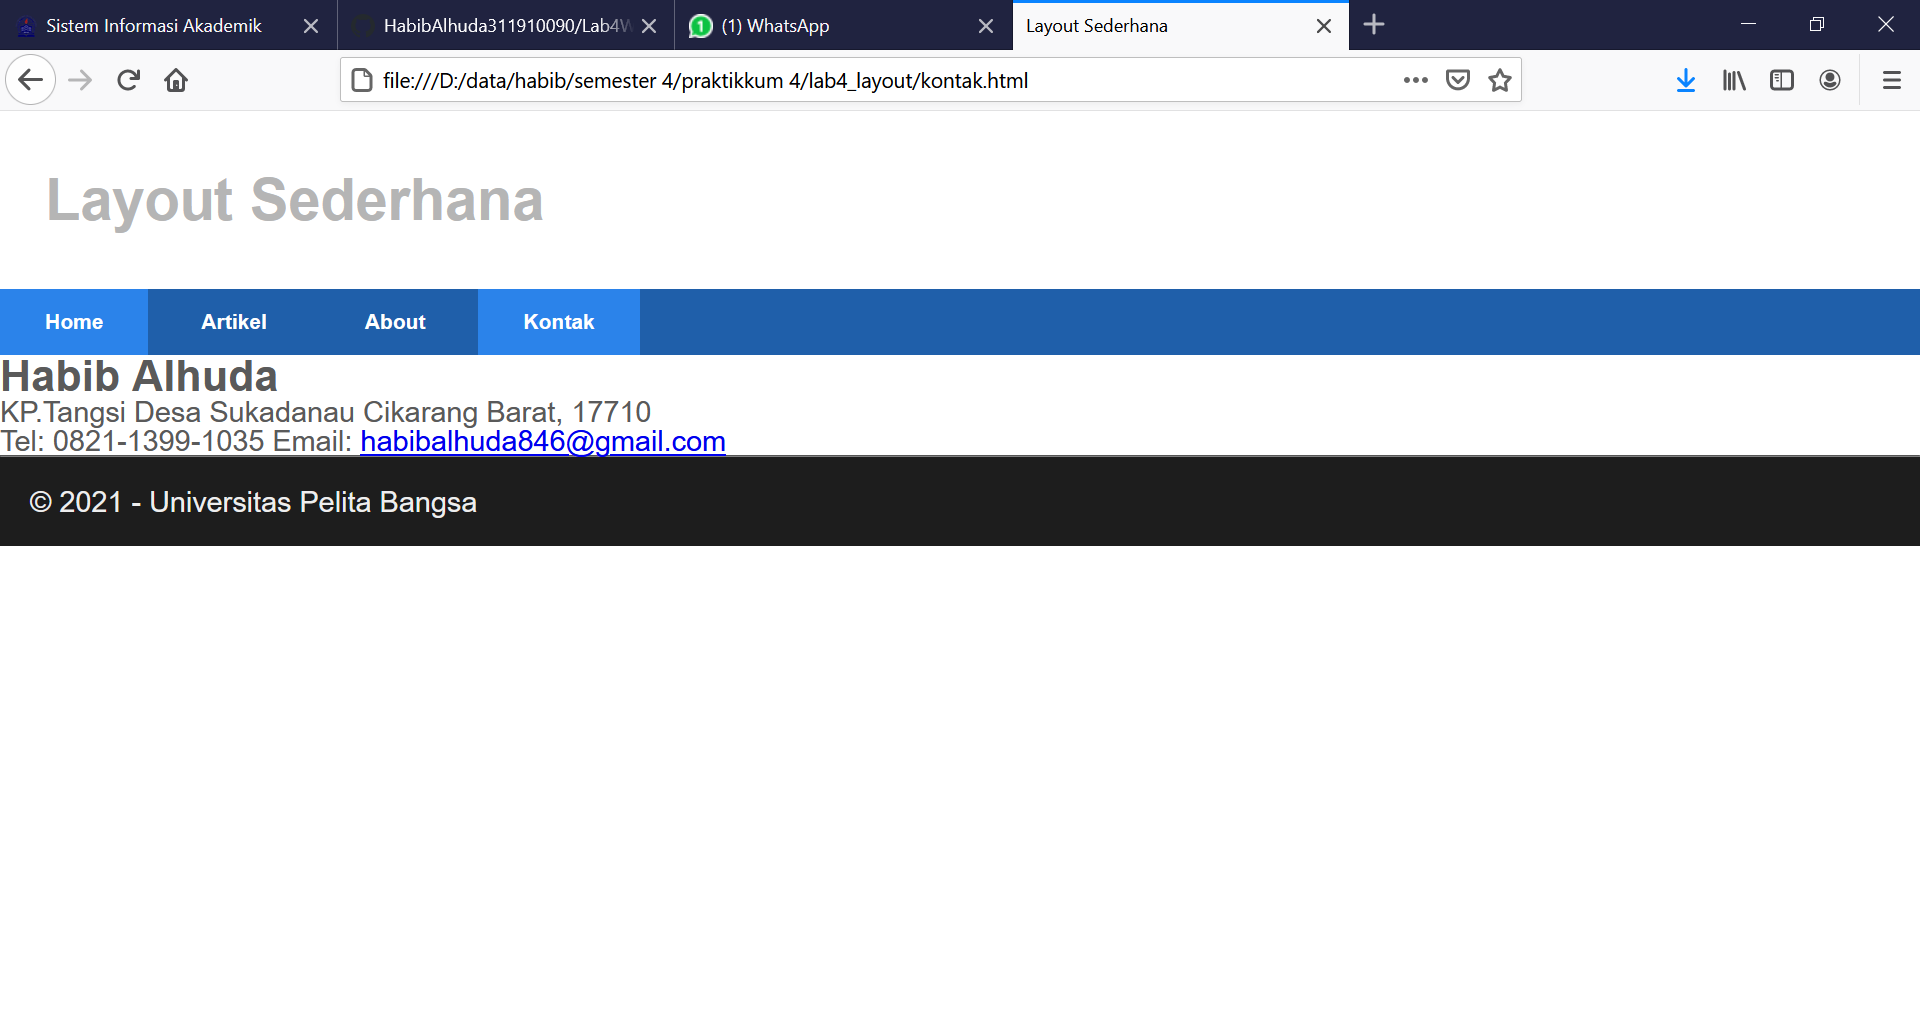 Sistem Informasi Akademik
HabibAlhuda311910090/Lab4W
(1) WhatsApp
Layout Sederhana
file:///D:/data/habib/semester 4/praktikkum 4/lab4_layout/kontak.html
Layout Sederhana
Home Artikel About Kontak
Habib Alhuda
KP.Tangsi Desa Sukadanau Cikarang Barat, 17710
Tel: 0821-1399-1035 Email: habibalhuda846@gmail.com
© 2021 - Universitas Pelita Bangsa